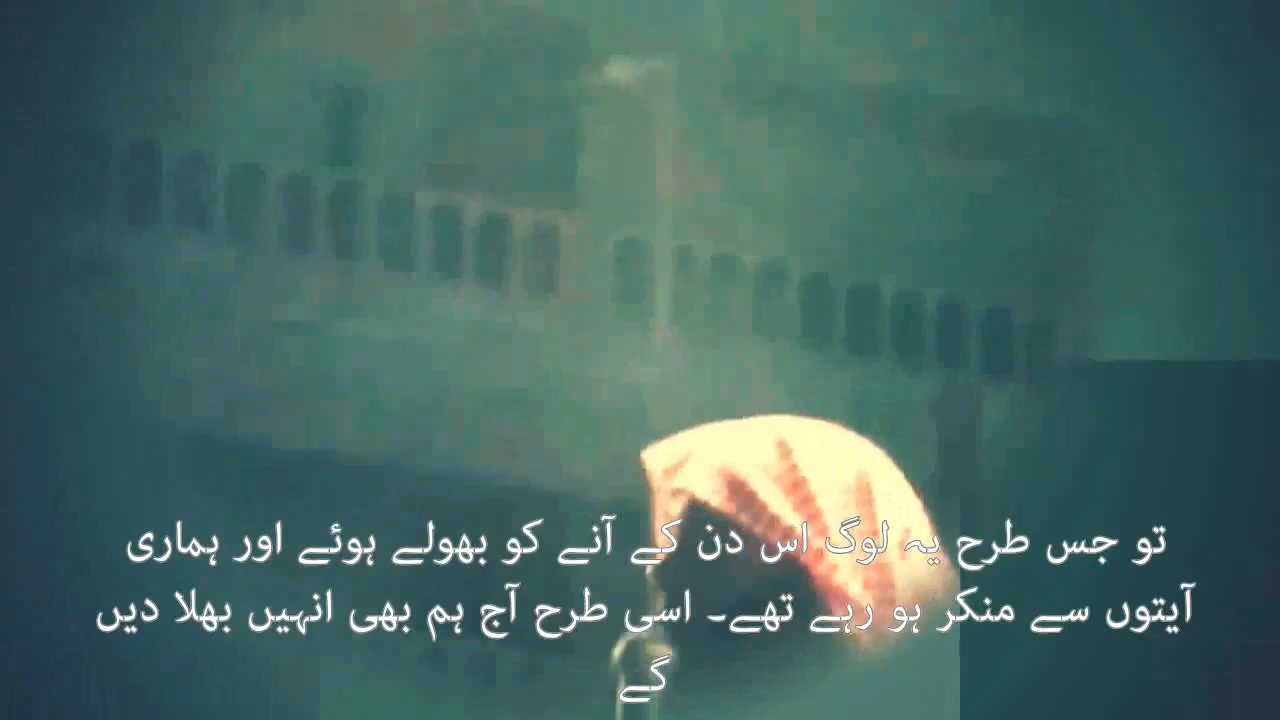 تو جس طرح یہ لوگ اس دن کے آنے کو بھولے ہوئے اور ہماری
آیتوں سے منکر ہو رہے تھے۔ اسی طرح آج ہم بھی انہیں بھلا دیں
گے